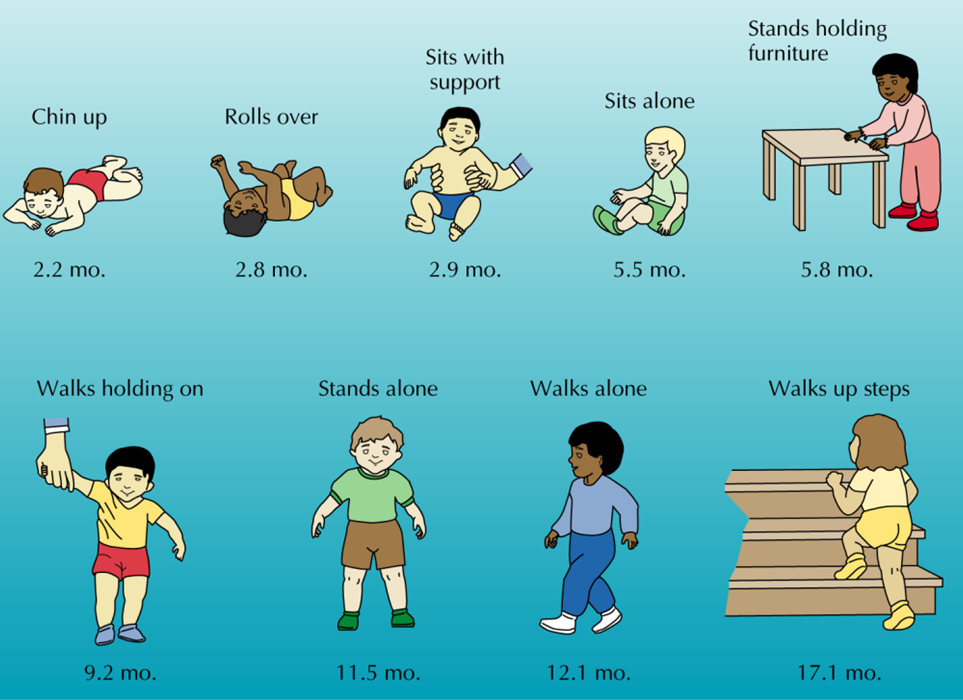 Chin up
Rolls over
Sits with
support
Sits alone
Stands holding
furniture
2.2 mo.
2.8 mo.
2.9 mo.
5.5 mo.
5.8 mo.
Walks holding on
Stands alone
Walks alone
Walks up steps
9.2 mo.
11.5 mo.
12.1 mo.
17.1 mo.